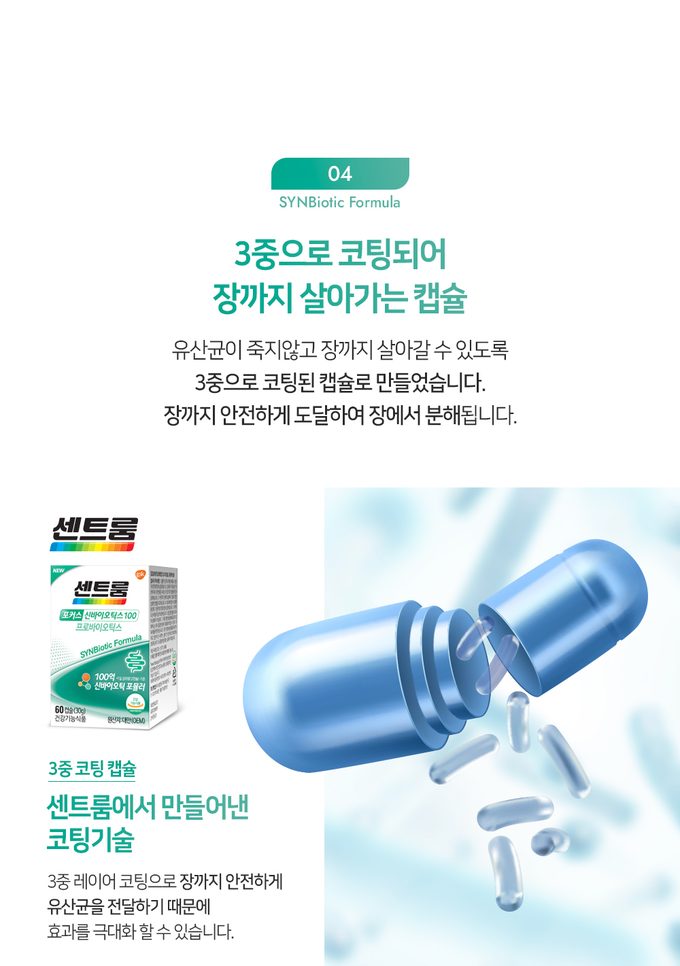 04
SYNBiotic Formula
3중으로 코팅되어
장까지 살아가는 캡슐
유산균이 죽지않고 장까지 살아갈 수 있도록
3중으로 코팅된 캡슐로 만들었습니다.
장까지 안전하게 도달하여 장에서 분해됩니다.
센트룸
NEW
센트룸
포커스 신바이오틱스 100
프로바이오틱스
SYNBiotic Formula
100억
신바이오틱 포뮬러
60캡슐(30g)
건강기능식품
원산지:대만(OEM)
3중 코팅 캡슐
센트룸에서 만들어낸
코팅기술
3중 레이어 코팅으로 장까지 안전하게
유산균을 전달하기 때문에
효과를 극대화 할 수 있습니다.